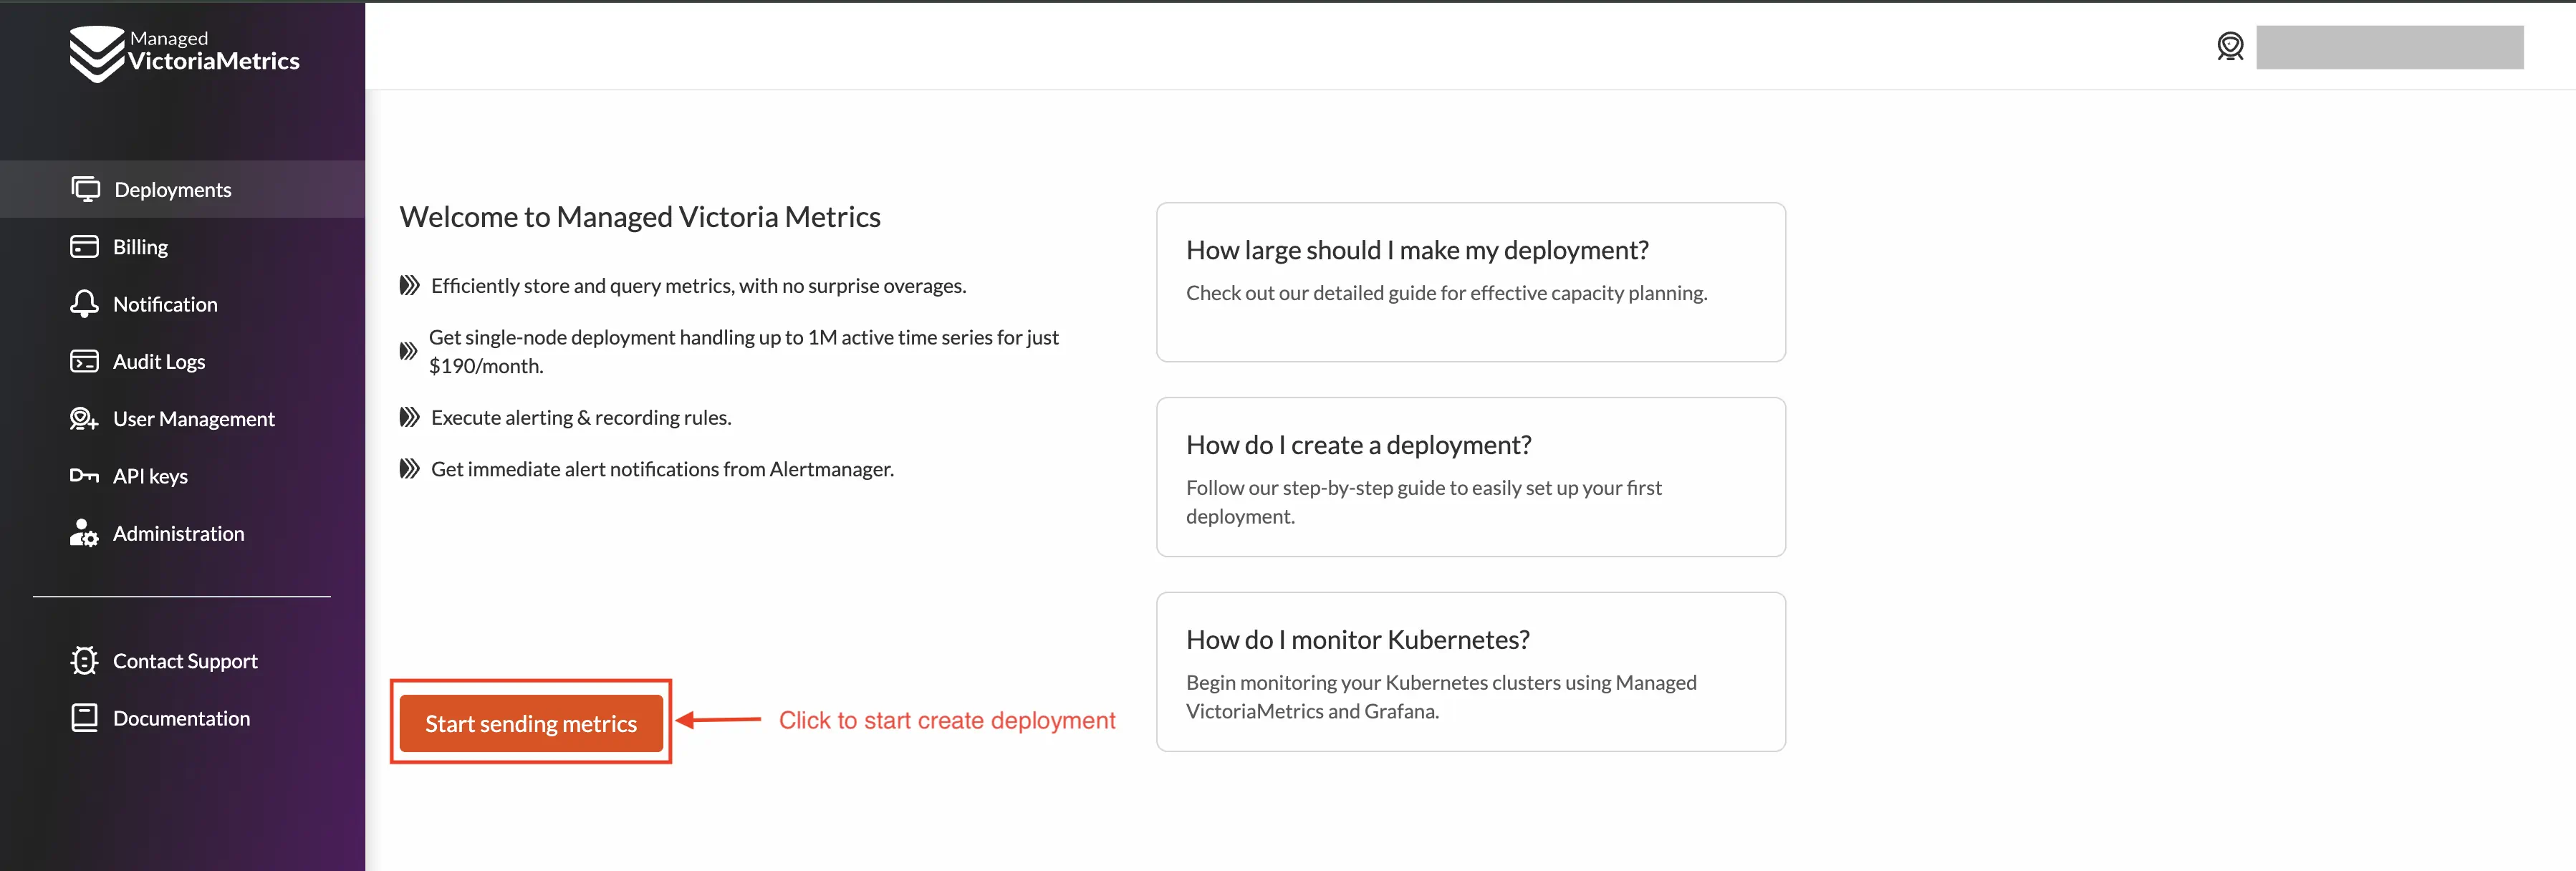 Managed
VictoriaMetrics
Deployments
Billing
Notification
Audit Logs
User Management
API keys
Administration
Contact Support
Documentation
Welcome to Managed Victoria Metrics
Efficiently store and query metrics, with no surprise overages.
Get single-node deployment handling up to 1M active time series for just
$190/month.
Execute alerting & recording rules.
Get immediate alert notifications from Alertmanager.
Start sending metrics
Click to start create deployment
How large should I make my deployment?
Check out our detailed guide for effective capacity planning.
How do I create a deployment?
Follow our step-by-step guide to easily set up your first
deployment.
How do I monitor Kubernetes?
Begin monitoring your Kubernetes clusters using Managed
VictoriaMetrics and Grafana.